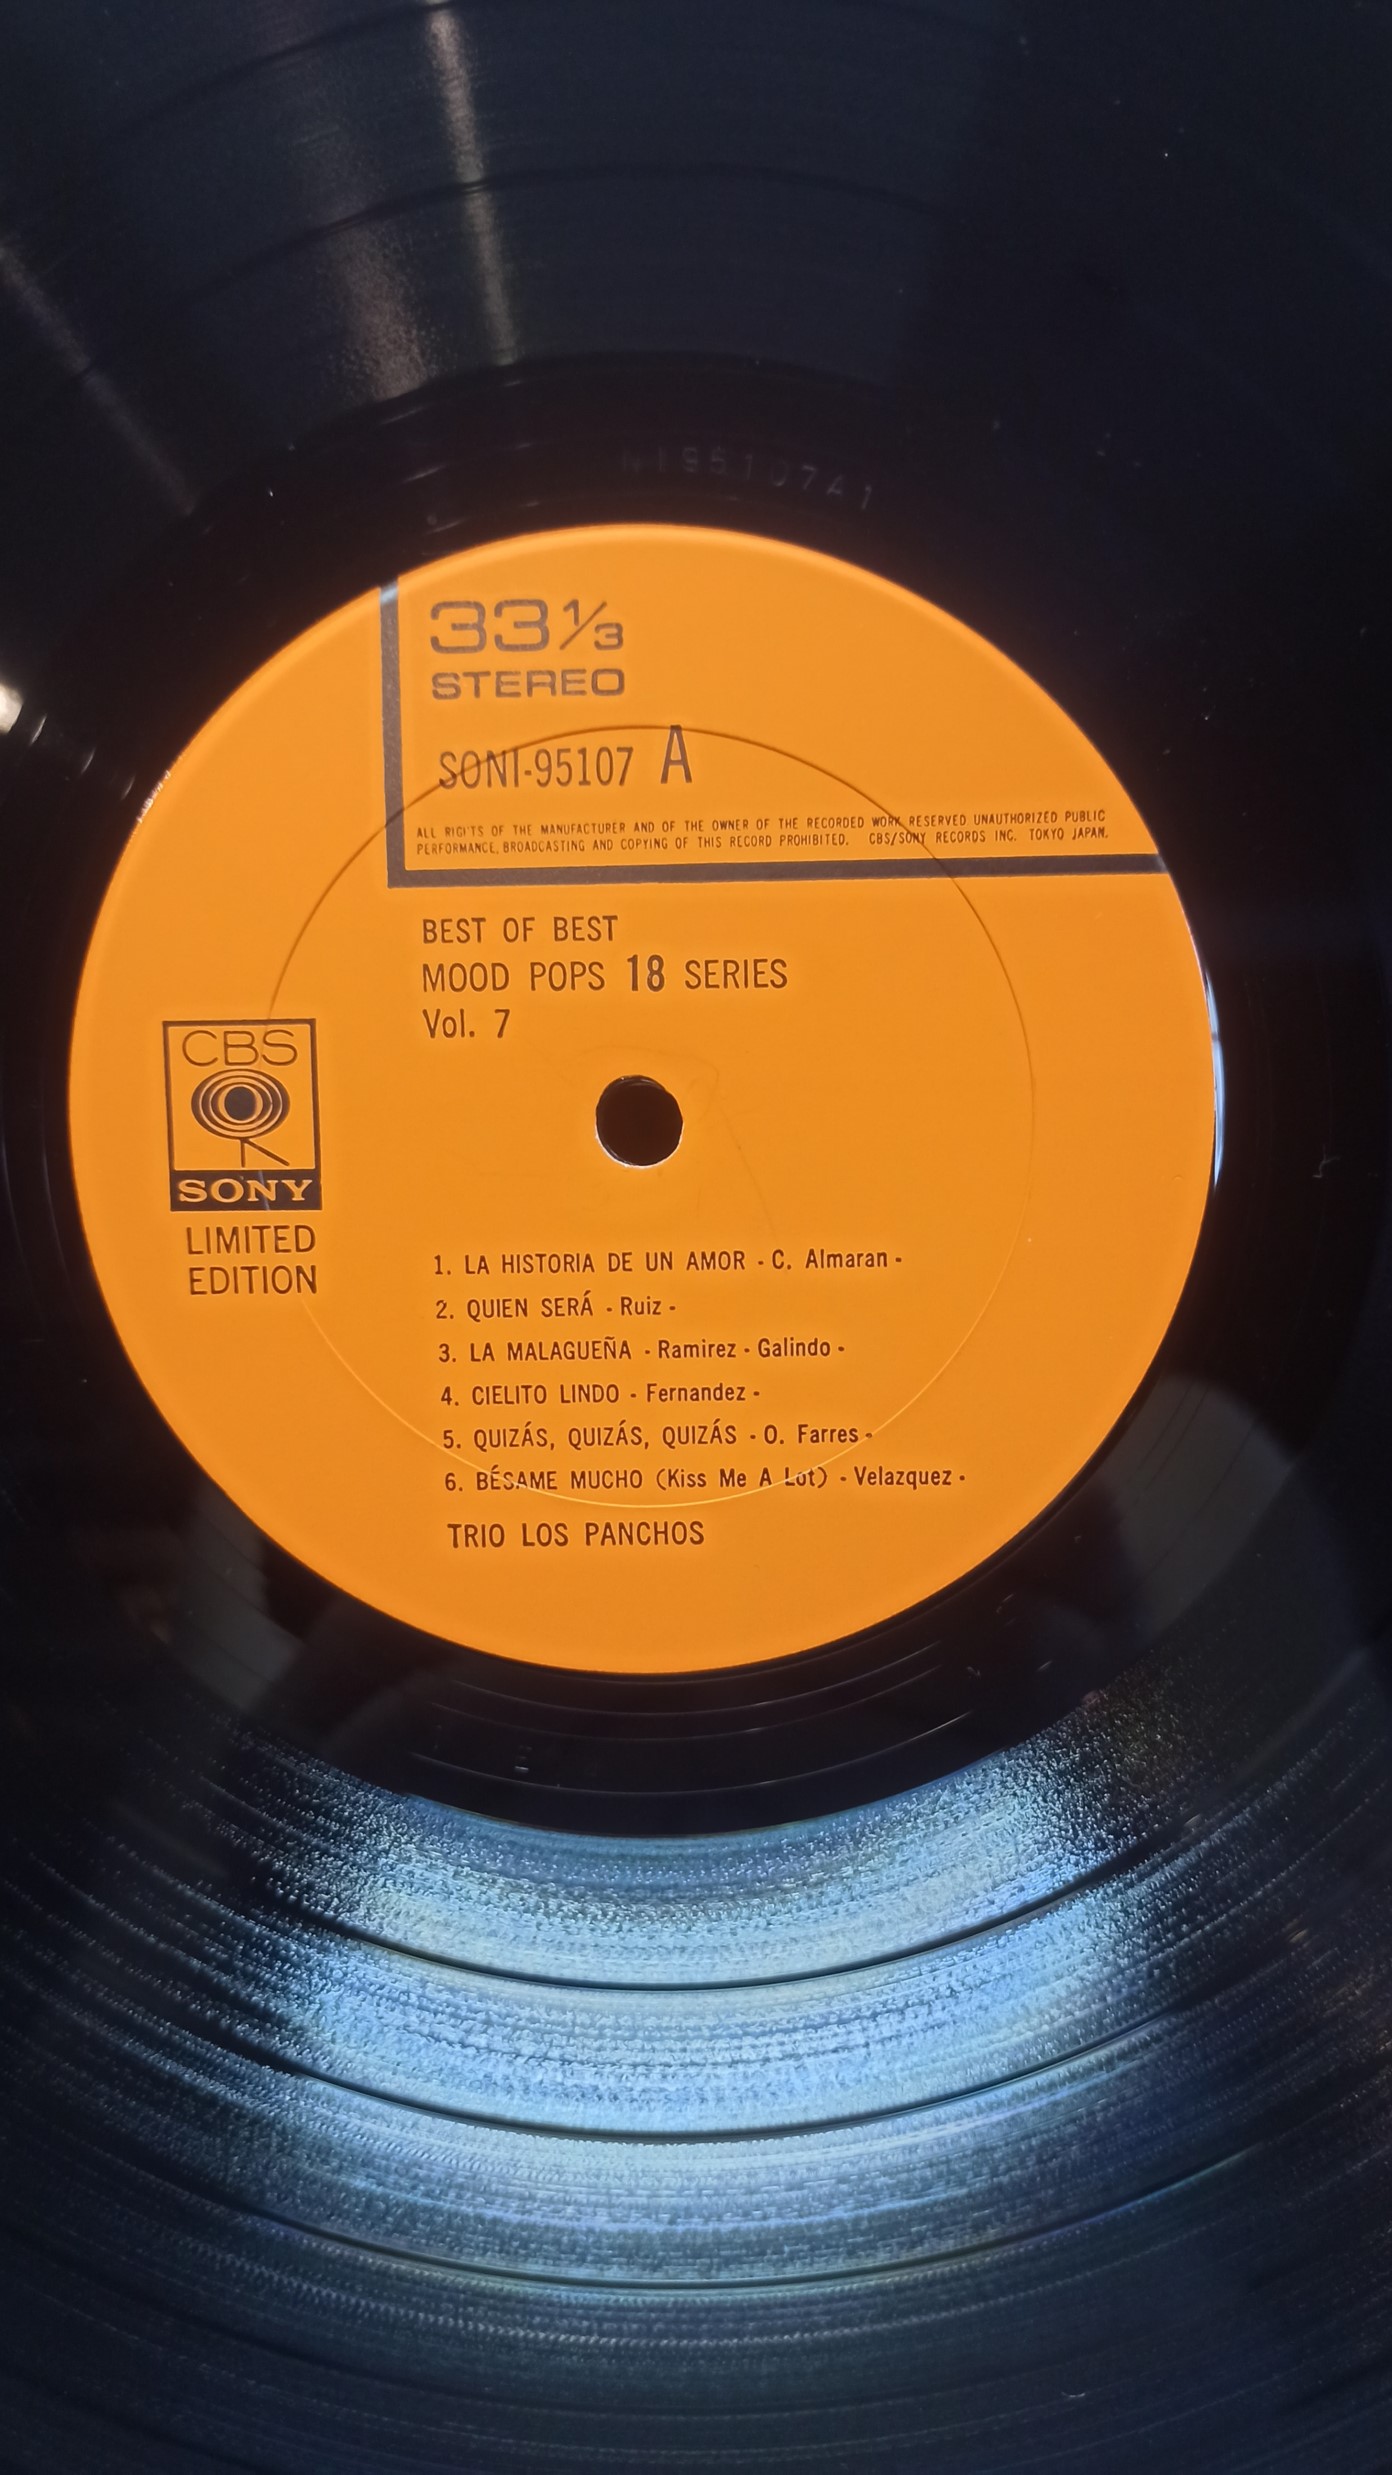 NI95107A1
33 1/3
STEREO
SONI-95107 A
ALL RIGHTS OF THE MANUFACTURER AND OF THE OWNER OF THE RECORDED WORK RESERVED UNAUTHORIZED PUBLIC
PERFORMANCE, BROADCASTING AND COPYING OF THIS RECORD PROHIBITED. CBS/SONY RECORDS INC. TOKYO JAPAN.
BEST OF BEST
MOOD POPS 18 SERIES
Vol. 7
CBS
SONY
LIMITED
EDITION
1. LA HISTORIA DE UN AMOR - C. Almaran -
2. QUIEN SERÁ - Ruiz -
3. LA MALAGUEÑA - Ramirez - Galindo -
4. CIELITO LINDO - Fernandez -
5. QUIZÁS, QUIZÁS, QUIZÁS - O. Farres -
6. BÉSAME MUCHO (Kiss Me A Lot) - Velazquez -
TRIO LOS PANCHOS